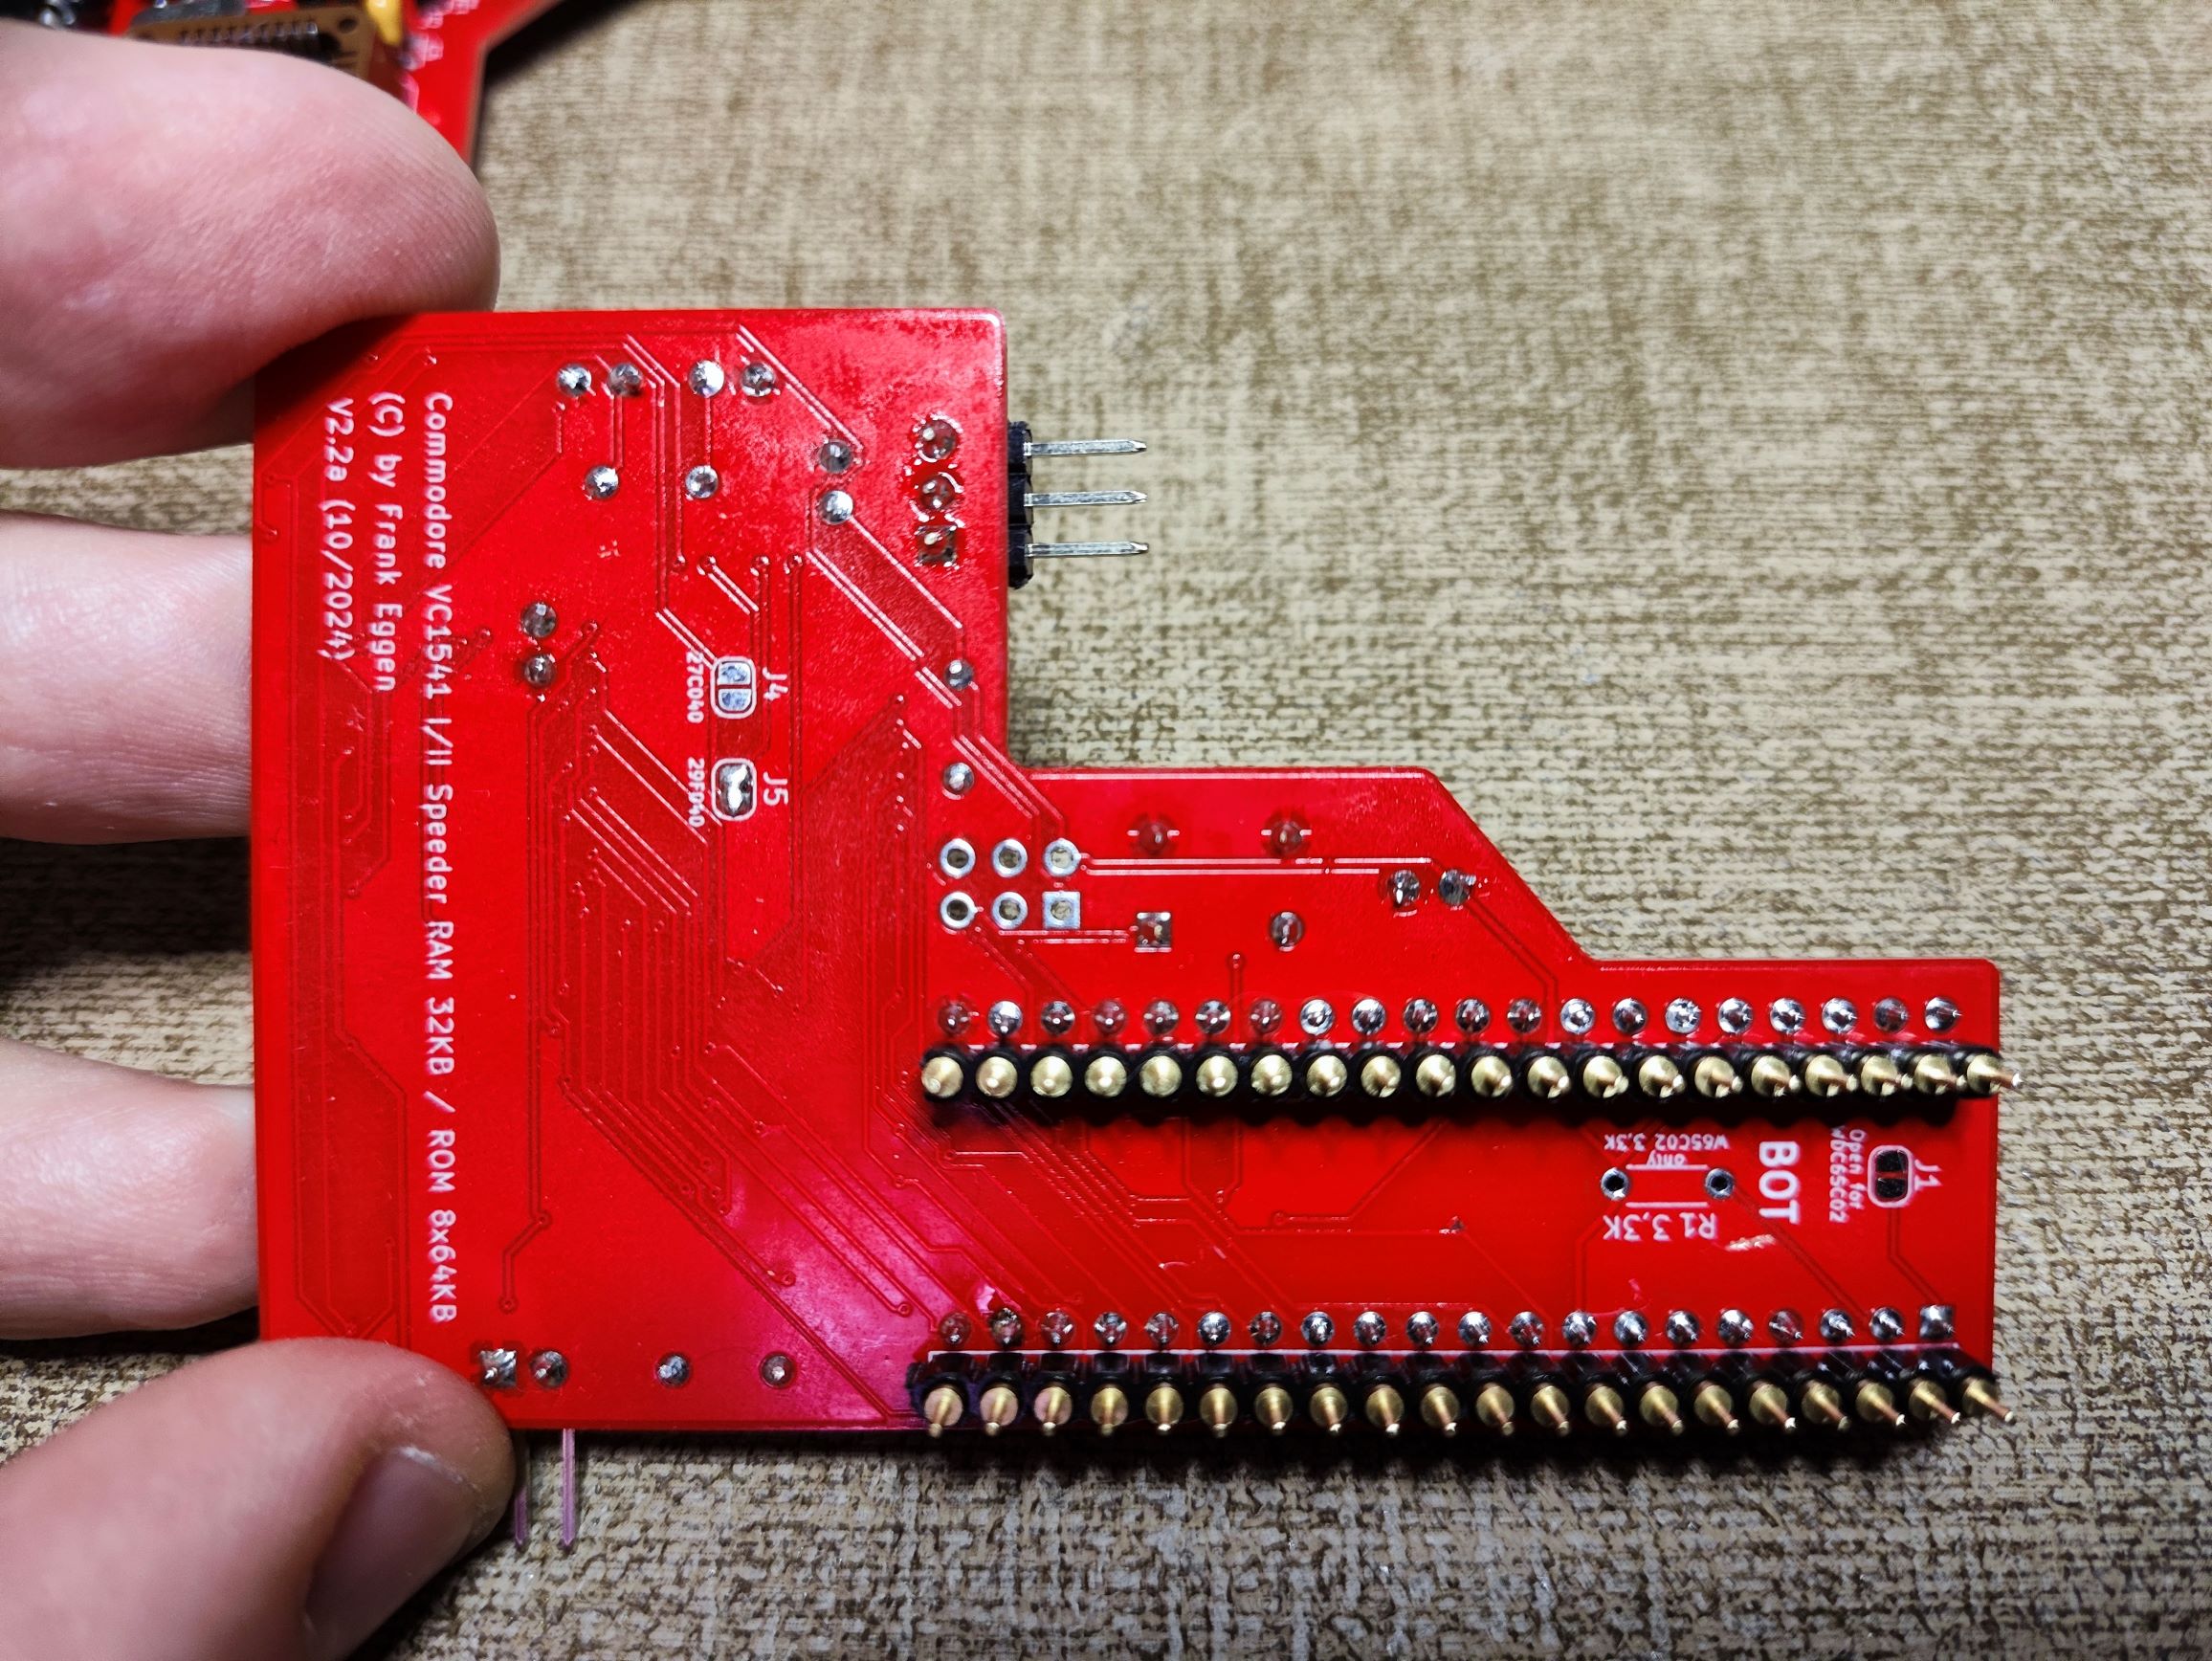 Commodore VC1541 I/II Speeder RAM 32KB / ROM 8x64KB
(C) by Frank Eggen
V2.2a (10/2024)
J4
27C040
J5
29F040
J1
Open for
WDC65C02
BOT
R1 3,3K
only
W65C02 3,3K